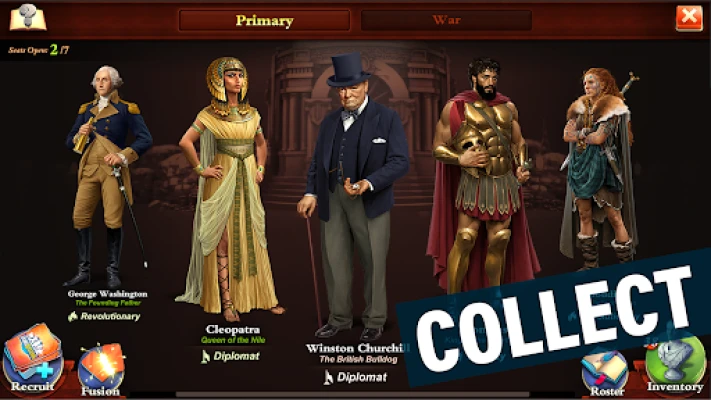 Primary
War
Seats Open: 2 /7
George Washington
The Founding Father
Revolutionary
Cleopatra
Queen of the Nile
Diplomat
Winston Churchill
The British Bulldog
Diplomat
COLLECT
Recruit
Fusion
Roster
Inventory